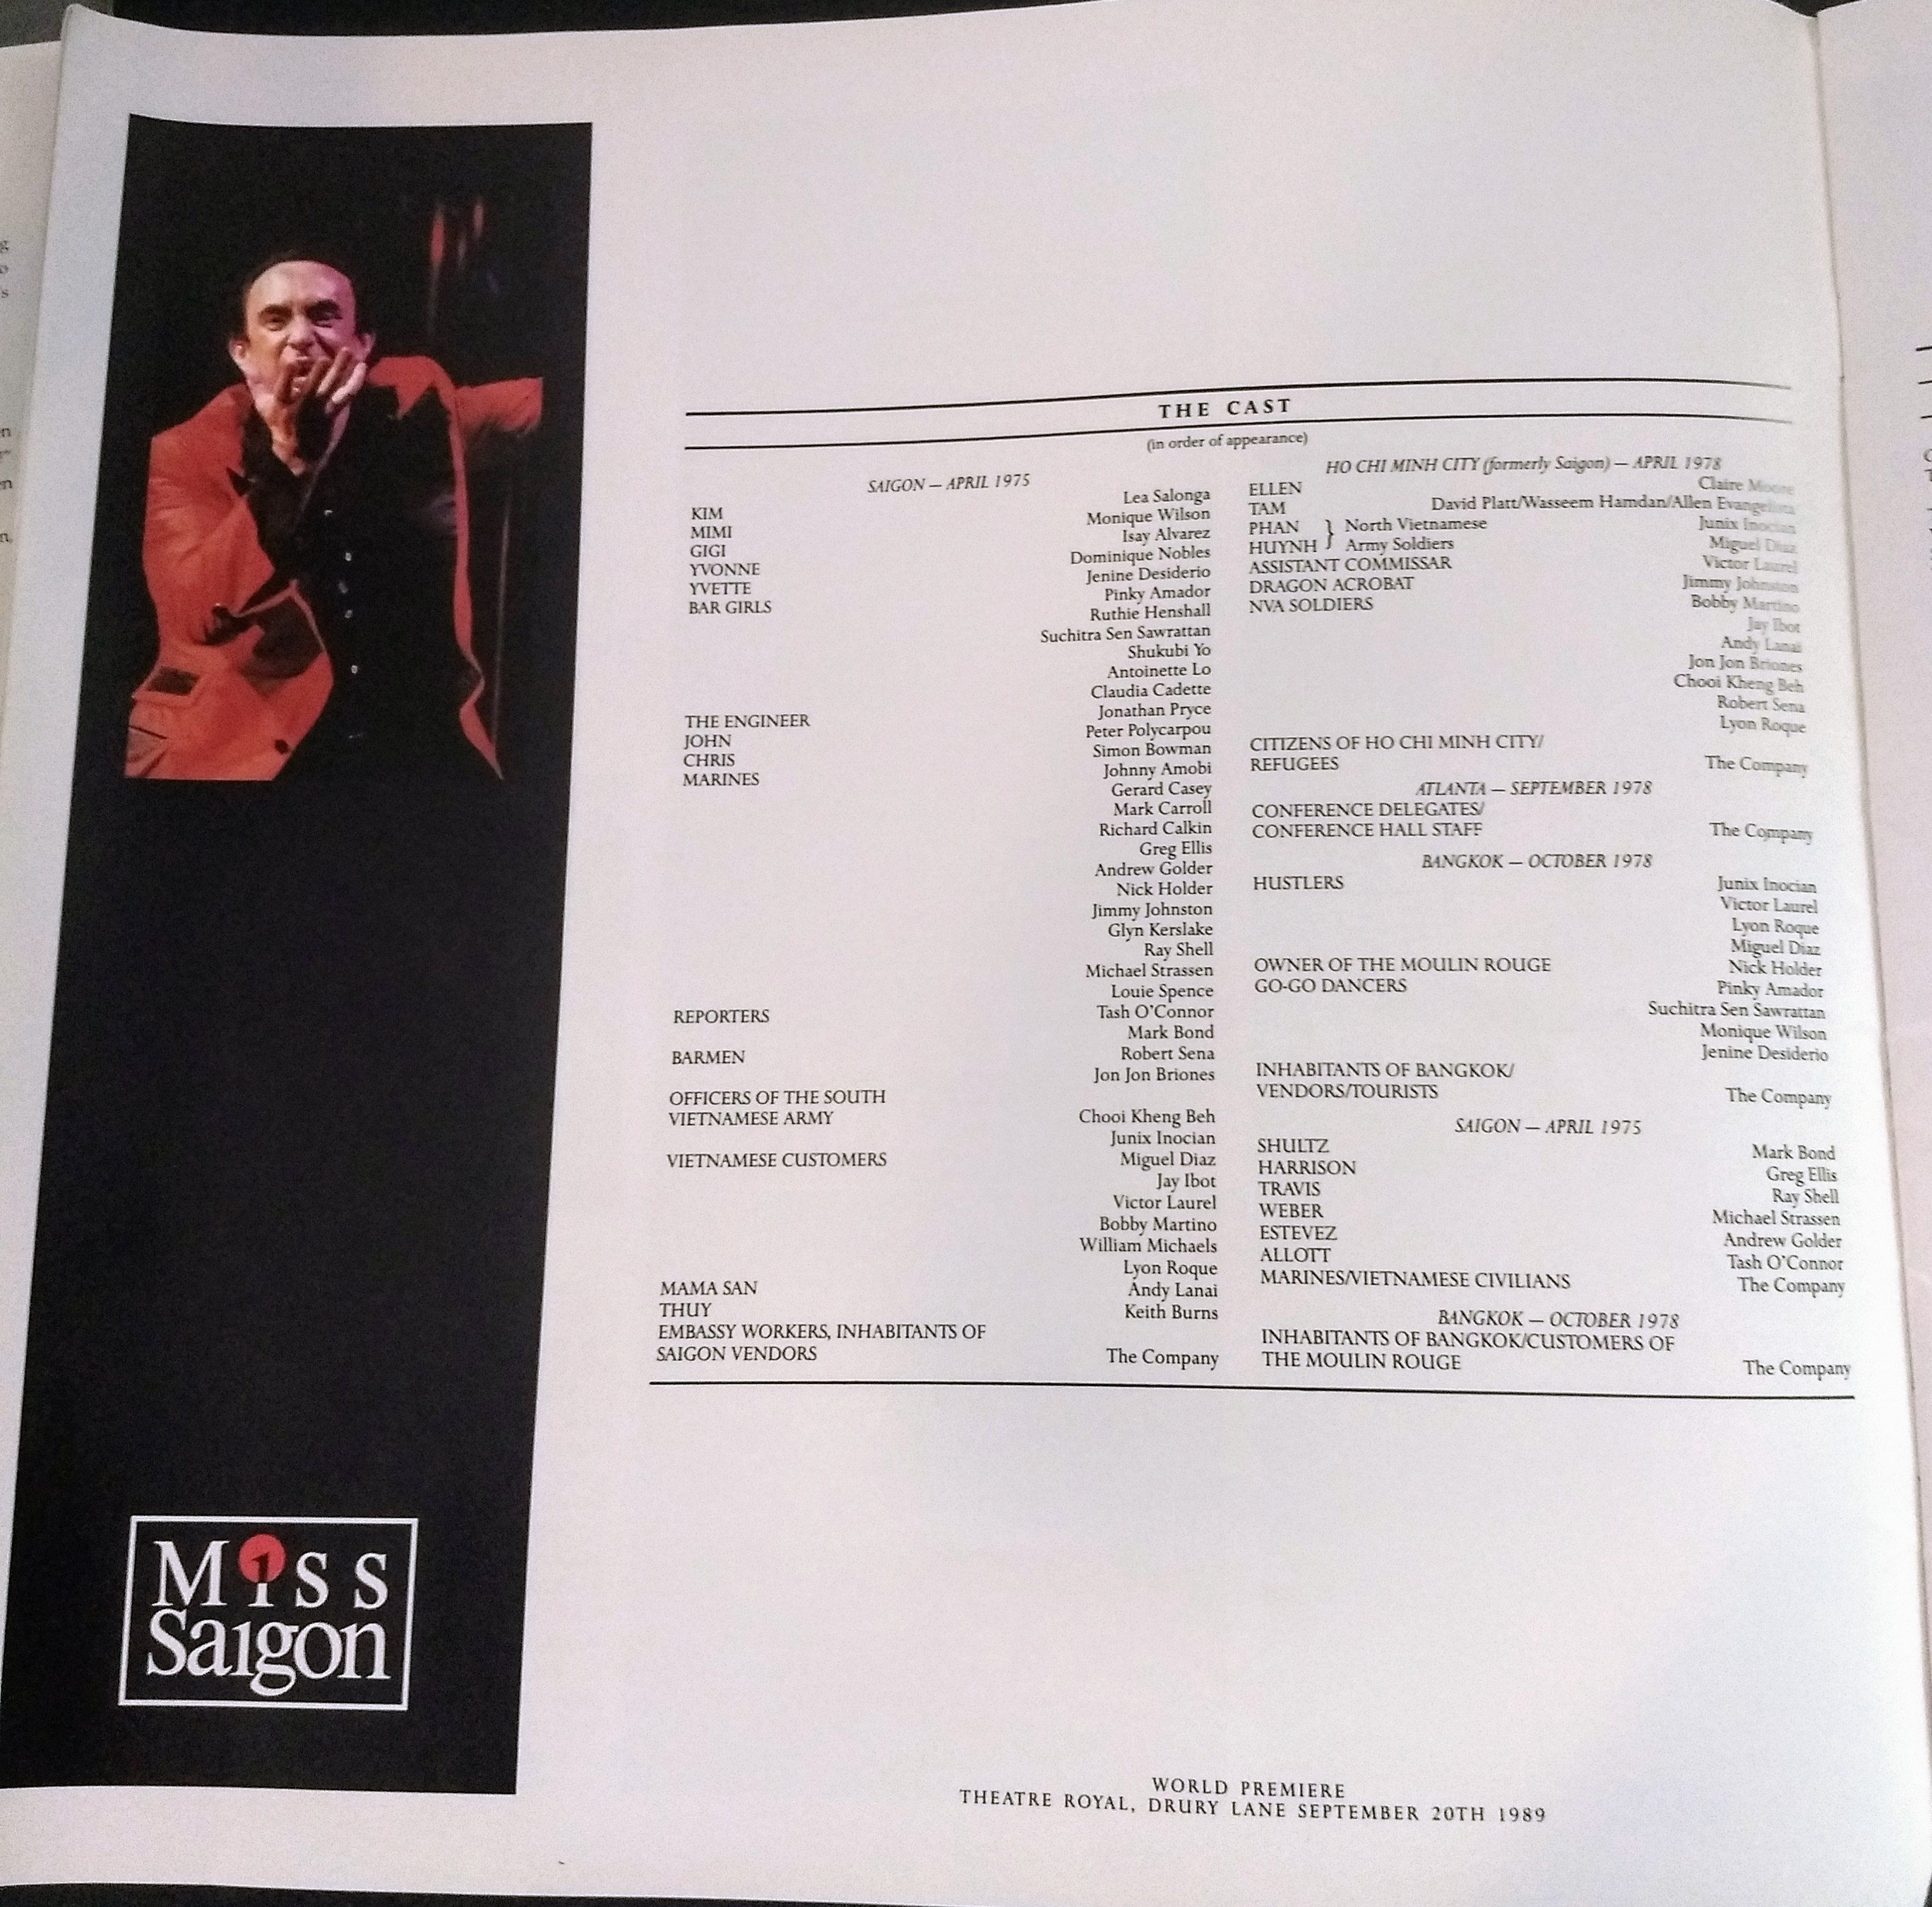 THE CAST
(in order of appearance)
SAIGON — APRIL 1975
KIM Lea Salonga
MIMI Monique Wilson
GIGI Isay Alvarez
YVONNE Dominique Nobles
YVETTE Jenine Desiderio
BAR GIRLS Pinky Amador
Ruthie Henshall
Suchitra Sen Sawrattan
Shukubi Yo
Antoinette Lo
Claudia Cadette
THE ENGINEER Jonathan Pryce
JOHN Peter Polycarpou
CHRIS Simon Bowman
MARINES Johnny Amobi
Gerard Casey
Mark Carroll
Richard Calkin
Greg Ellis
Andrew Golder
Nick Holder
Jimmy Johnston
Glyn Kerslake
Ray Shell
Michael Strassen
Louie Spence
REPORTERS Tash O'Connor
Mark Bond
BARMEN Robert Sena
Jon Jon Briones
OFFICERS OF THE SOUTH
VIETNAMESE ARMY Chooi Kheng Beh
Junix Inocian
VIETNAMESE CUSTOMERS Miguel Diaz
Jay Ibot
Victor Laurel
Bobby Martino
William Michaels
Lyon Roque
MAMA SAN Andy Lanai
THUY Keith Burns
EMBASSY WORKERS, INHABITANTS OF
SAIGON VENDORS The Company
HO CHI MINH CITY (formerly Saigon) — APRIL 1978
ELLEN Claire Moore
TAM David Platt/Wasseem Hamdan/Allen Evangelista
PHAN } North Vietnamese Junix Inocian
HUYNH } Army Soldiers Miguel Diaz
ASSISTANT COMMISSAR Victor Laurel
DRAGON ACROBAT Jimmy Johnston
NVA SOLDIERS Bobby Martino
Jay Ibot
Andy Lanai
Jon Jon Briones
Chooi Kheng Beh
Robert Sena
Lyon Roque
CITIZENS OF HO CHI MINH CITY/
REFUGEES The Company
ATLANTA — SEPTEMBER 1978
CONFERENCE DELEGATES/
CONFERENCE HALL STAFF The Company
BANGKOK — OCTOBER 1978
HUSTLERS Junix Inocian
Victor Laurel
Lyon Roque
Miguel Diaz
OWNER OF THE MOULIN ROUGE Nick Holder
GO-GO DANCERS Pinky Amador
Suchitra Sen Sawrattan
Monique Wilson
Jenine Desiderio
INHABITANTS OF BANGKOK/
VENDORS/TOURISTS The Company
SAIGON — APRIL 1975
SHULTZ Mark Bond
HARRISON Greg Ellis
TRAVIS Ray Shell
WEBER Michael Strassen
ESTEVEZ Andrew Golder
ALLOTT Tash O'Connor
MARINES/VIETNAMESE CIVILIANS The Company
BANGKOK — OCTOBER 1978
INHABITANTS OF BANGKOK/CUSTOMERS OF
THE MOULIN ROUGE The Company
Miss
Saigon
WORLD PREMIERE
THEATRE ROYAL, DRURY LANE SEPTEMBER 20TH 1989